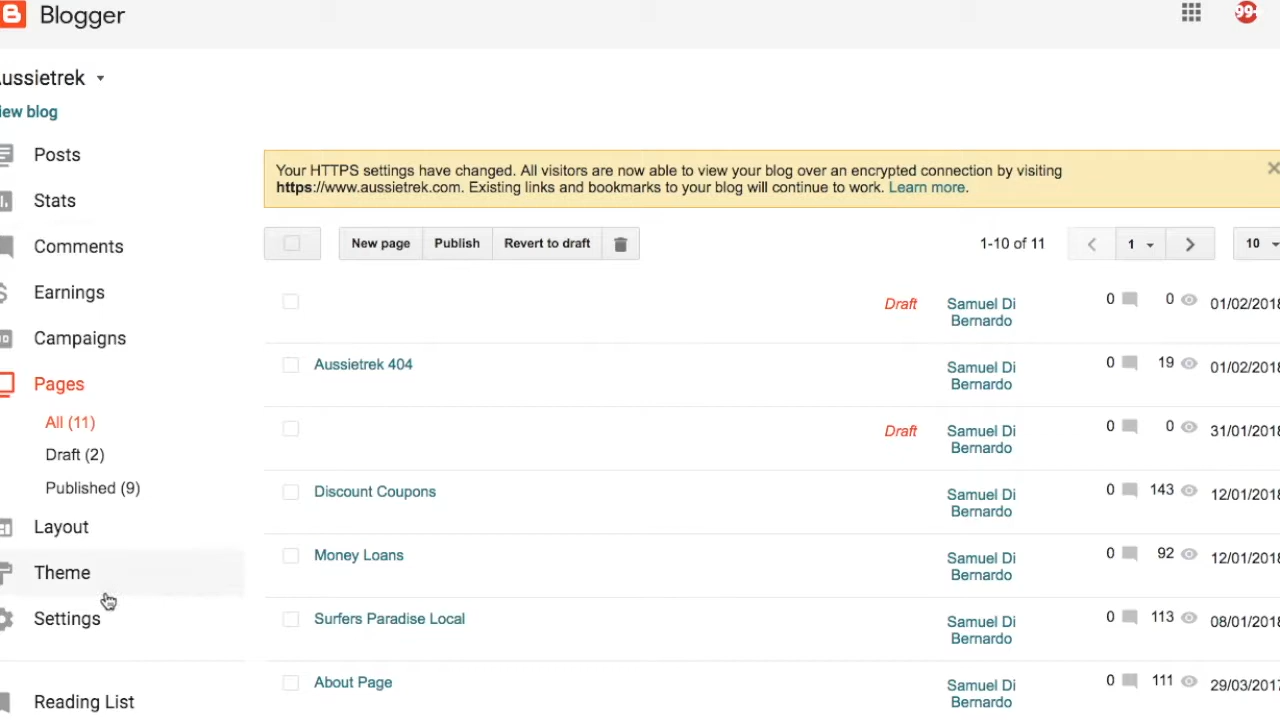 Blogger
99+
ussietrek
iew blog
Posts
Stats
Comments
Earnings
Campaigns
Pages
All (11)
Draft (2)
Published (9)
Layout
Theme
Settings
Reading List
Your HTTPS settings have changed. All visitors are now able to view your blog over an encrypted connection by visiting
https://www.aussietrek.com. Existing links and bookmarks to your blog will continue to work. Learn more.
New page Publish Revert to draft 1-10 of 11 1 10
Draft Samuel Di Bernardo 0 0 01/02/2018
Aussietrek 404 Samuel Di Bernardo 0 19 01/02/2018
Draft Samuel Di Bernardo 0 0 31/01/2018
Discount Coupons Samuel Di Bernardo 0 143 12/01/2018
Money Loans Samuel Di Bernardo 0 92 12/01/2018
Surfers Paradise Local Samuel Di Bernardo 0 113 08/01/2018
About Page Samuel Di Bernardo 0 111 29/03/2017